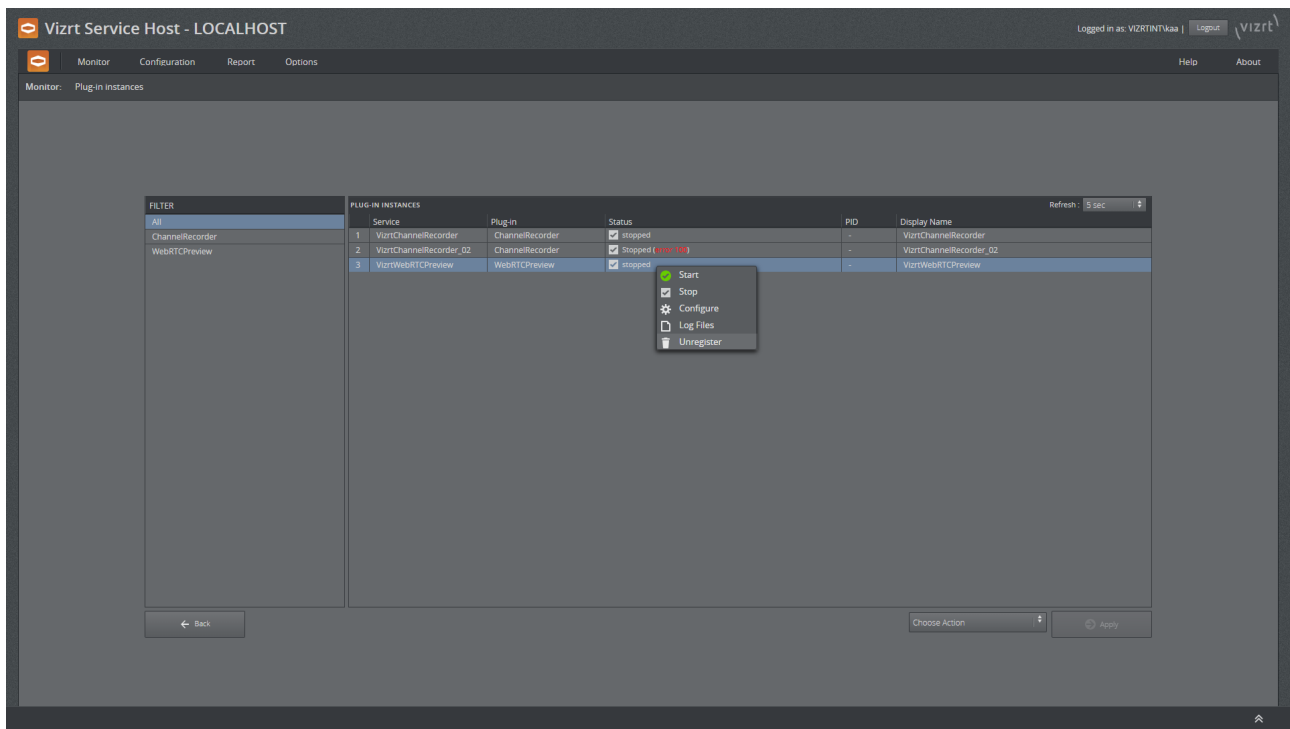 Vizrt Service Host - LOCALHOST
Logged in as: VIZRTINT\kaa | Logout vizrt
Monitor Configuration Report Options Help About
Monitor: Plug-in instances
FILTER
All
ChannelRecorder
WebRTCPreview
PLUG-IN INSTANCES Refresh : 5 sec
Service Plug-in Status PID Display Name
1 VizrtChannelRecorder ChannelRecorder stopped - VizrtChannelRecorder
2 VizrtChannelRecorder_02 ChannelRecorder Stopped ( ) - VizrtChannelRecorder_02
3 VizrtWebRTCPreview WebRTCPreview stopped - VizrtWebRTCPreview
Start
Stop
Configure
Log Files
Unregister
Back
Choose Action
Apply